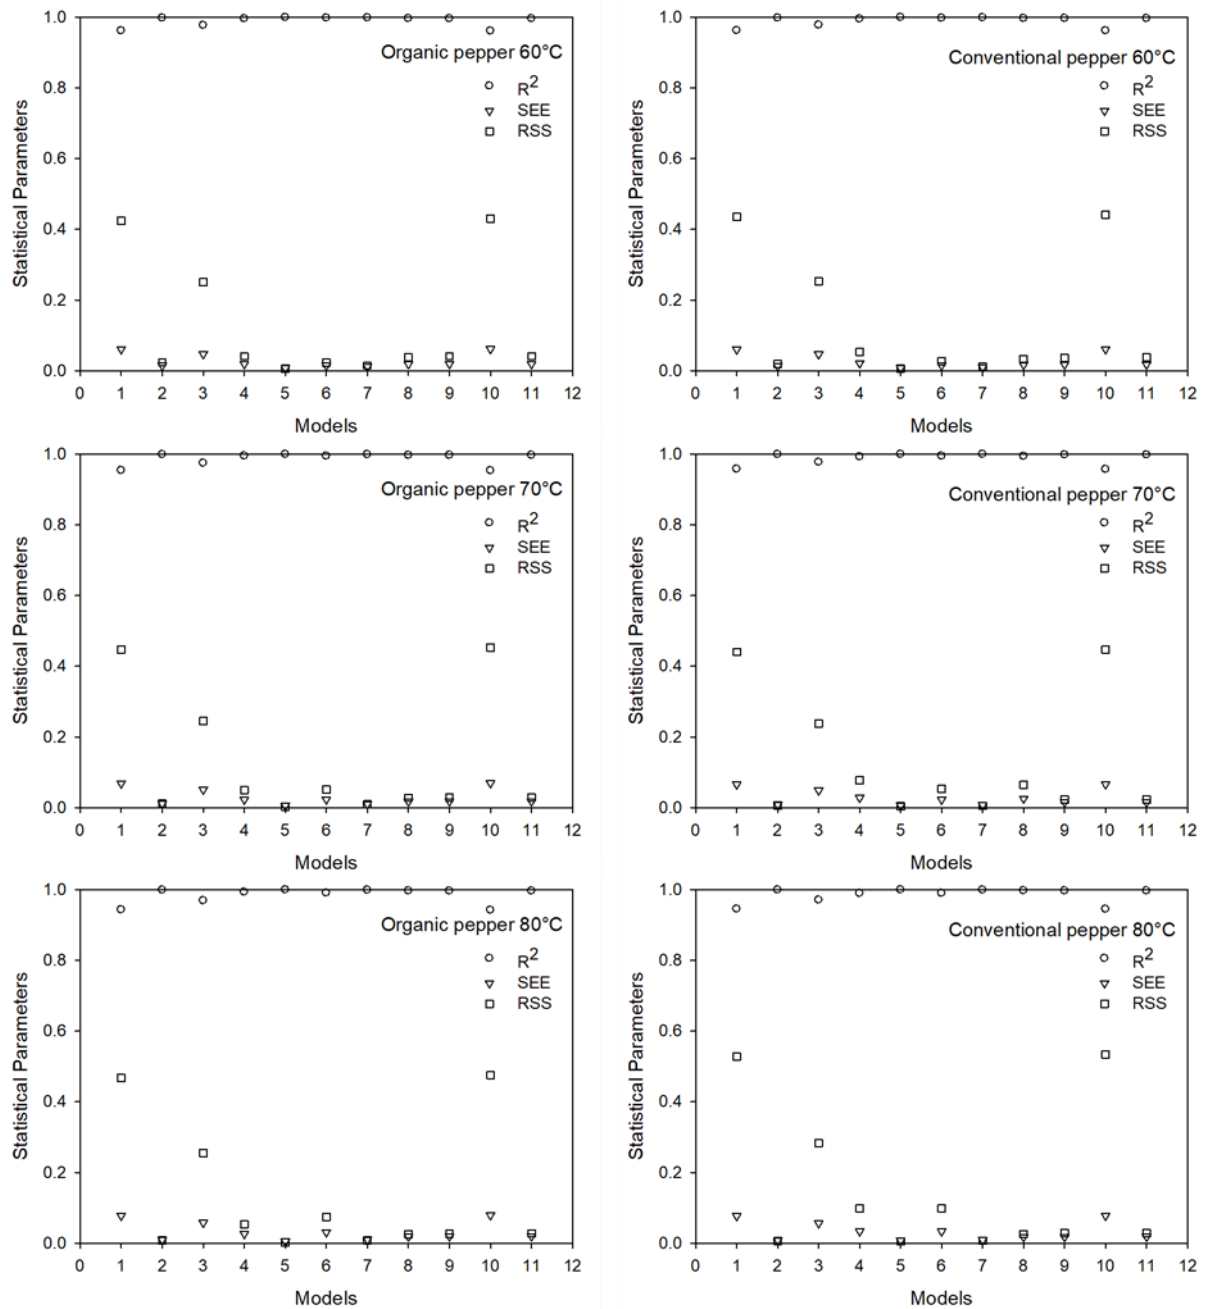 Organic pepper 60°C
R²
SEE
RSS
Statistical Parameters
1.0
0.8
0.6
0.4
0.2
0.0
0 1 2 3 4 5 6 7 8 9 10 11 12
Models
Conventional pepper 60°C
R²
SEE
RSS
Statistical Parameters
1.0
0.8
0.6
0.4
0.2
0.0
0 1 2 3 4 5 6 7 8 9 10 11 12
Models
Organic pepper 70°C
R²
SEE
RSS
Statistical Parameters
1.0
0.8
0.6
0.4
0.2
0.0
0 1 2 3 4 5 6 7 8 9 10 11 12
Models
Conventional pepper 70°C
R²
SEE
RSS
Statistical Parameters
1.0
0.8
0.6
0.4
0.2
0.0
0 1 2 3 4 5 6 7 8 9 10 11 12
Models
Organic pepper 80°C
R²
SEE
RSS
Statistical Parameters
1.0
0.8
0.6
0.4
0.2
0.0
0 1 2 3 4 5 6 7 8 9 10 11 12
Models
Conventional pepper 80°C
R²
SEE
RSS
Statistical Parameters
1.0
0.8
0.6
0.4
0.2
0.0
0 1 2 3 4 5 6 7 8 9 10 11 12
Models